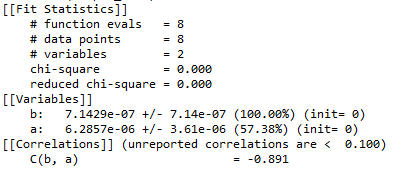 [[Fit Statistics]]
# function evals = 8
# data points = 8
# variables = 2
chi-square = 0.000
reduced chi-square = 0.000
[[Variables]]
b: 7.1429e-07 +/- 7.14e-07 (100.00%) (init= 0)
a: 6.2857e-06 +/- 3.61e-06 (57.38%) (init= 0)
[[Correlations]] (unreported correlations are < 0.100)
C(b, a) = -0.891